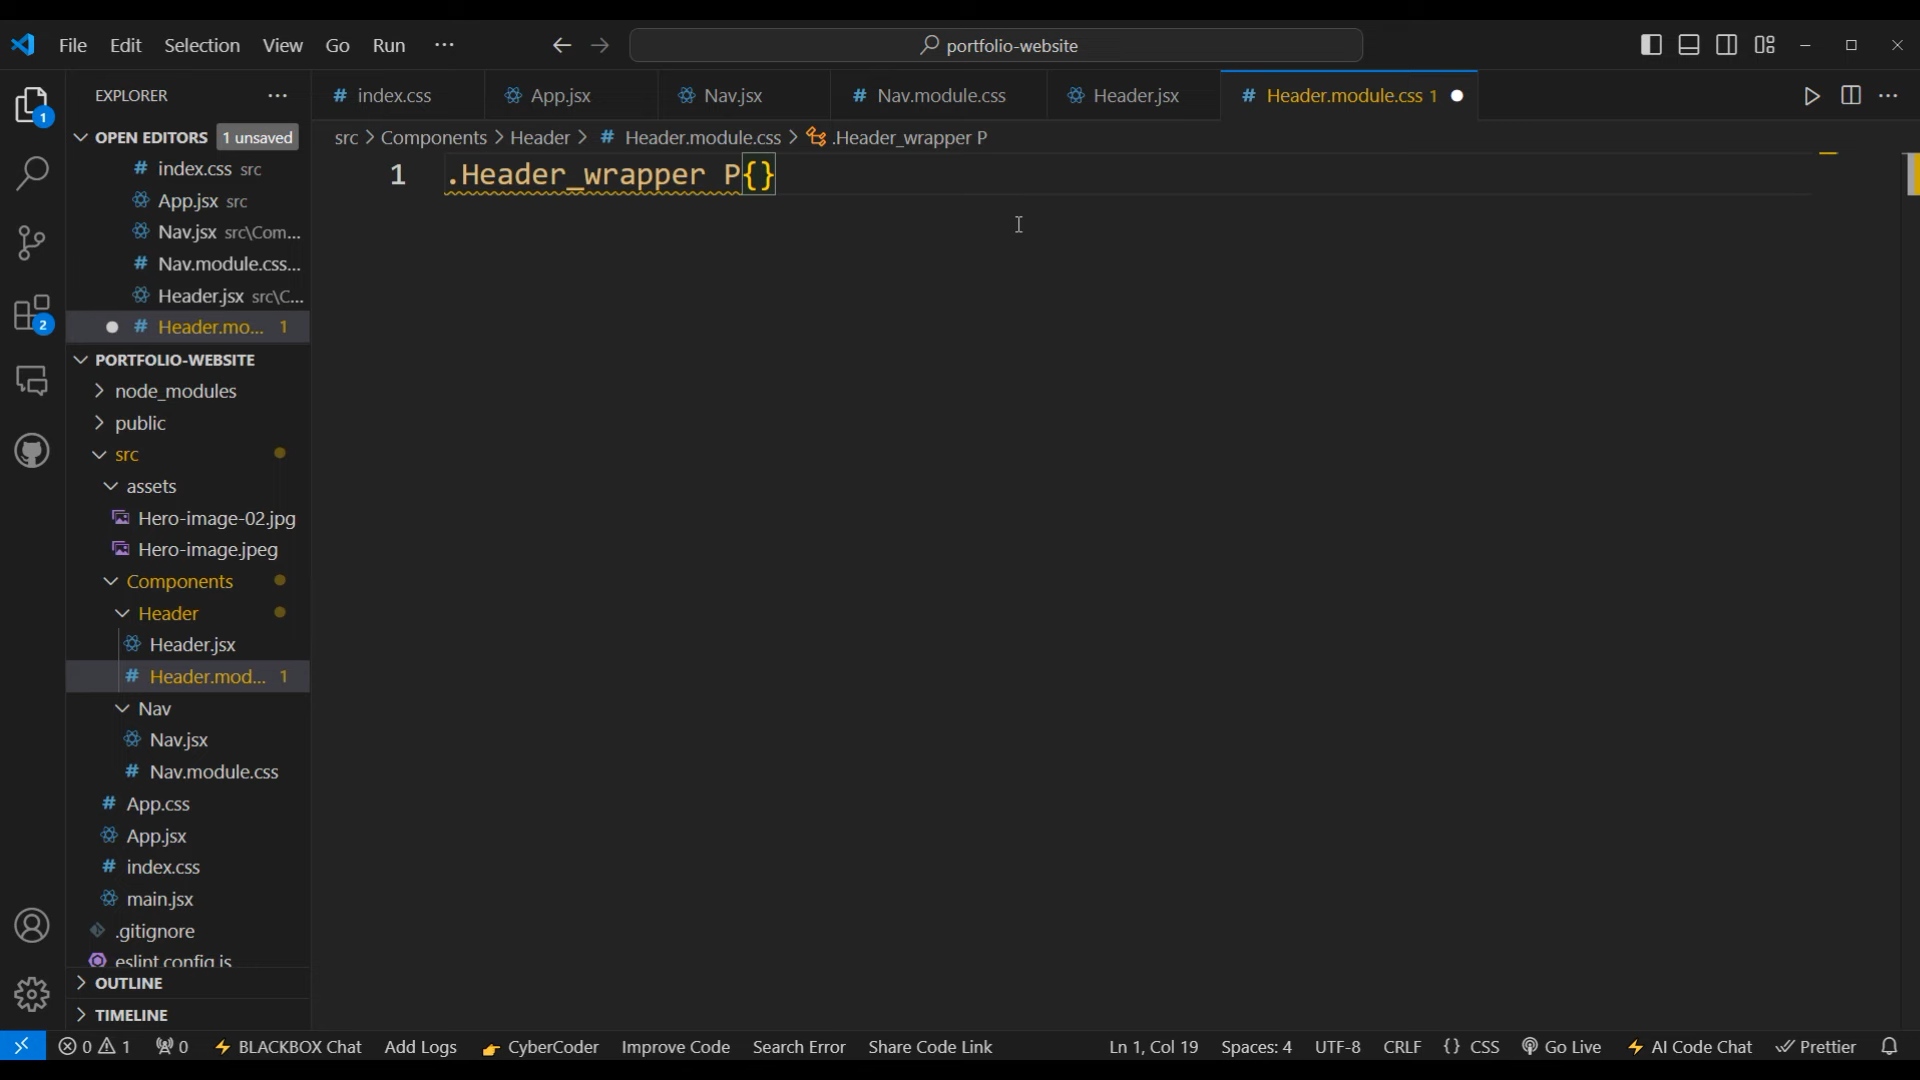 File Edit Selection View Go Run ··· portfolio-website
EXPLORER ··· index.css App.jsx Nav.jsx Nav.module.css Header.jsx Header.module.css 1
OPEN EDITORS 1 unsaved
src > Components > Header > Header.module.css > .Header_wrapper P
index.css src
App.jsx src
Nav.jsx src\Com...
Nav.module.css...
Header.jsx src\C...
Header.mo... 1
1 .Header_wrapper P{}
PORTFOLIO-WEBSITE
node_modules
public
src
assets
Hero-image-02.jpg
Hero-image.jpeg
Components
Header
Header.jsx
Header.mod... 1
Nav
Nav.jsx
Nav.module.css
App.css
App.jsx
index.css
main.jsx
.gitignore
eslint.config.js
OUTLINE
TIMELINE
1
2
0 1 0 BLACKBOX Chat Add Logs CyberCoder Improve Code Search Error Share Code Link Ln 1, Col 19 Spaces: 4 UTF-8 CRLF {} CSS Go Live AI Code Chat Prettier